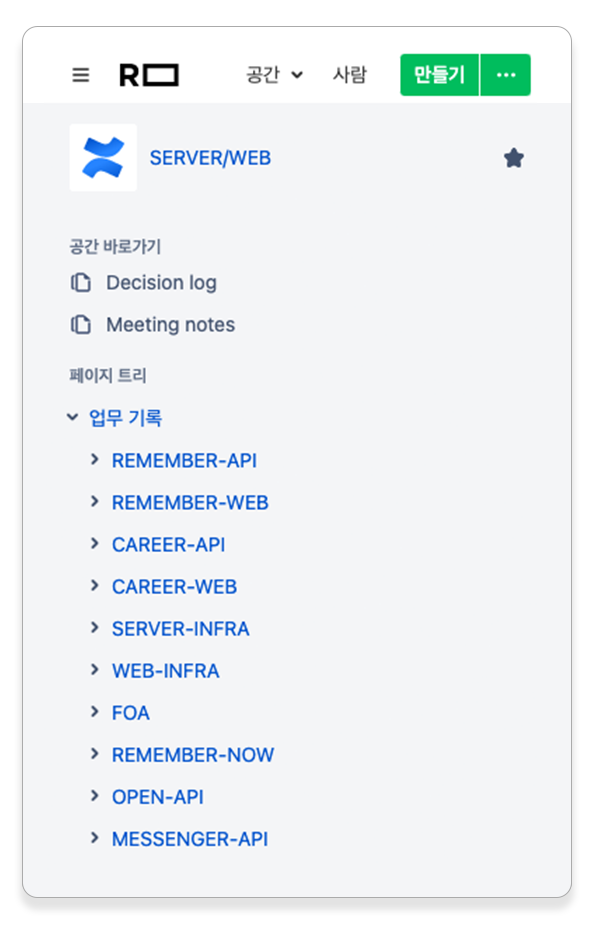 R
공간 사람 만들기 ...
SERVER/WEB
공간 바로가기
Decision log
Meeting notes
페이지 트리
업무 기록
REMEMBER-API
REMEMBER-WEB
CAREER-API
CAREER-WEB
SERVER-INFRA
WEB-INFRA
FOA
REMEMBER-NOW
OPEN-API
MESSENGER-API